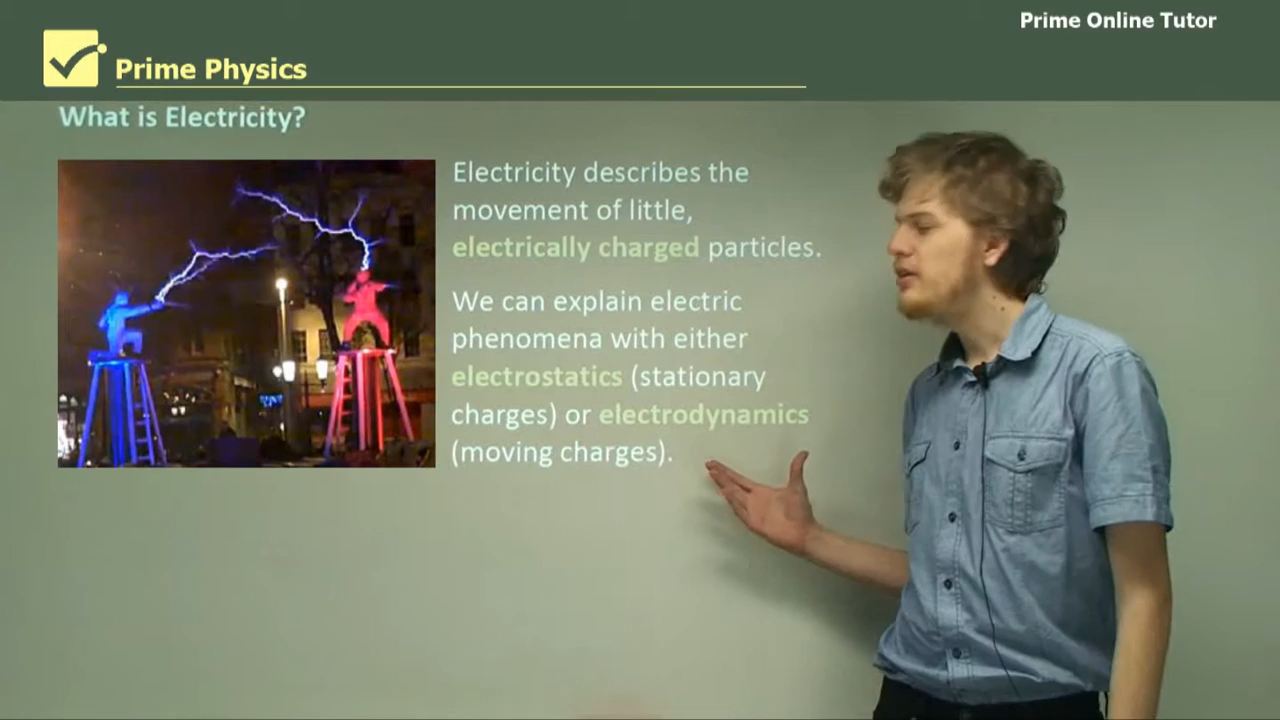 Prime Online Tutor
Prime Physics
What is Electricity?
Electricity describes the
movement of little,
electrically charged particles.
We can explain electric
phenomena with either
electrostatics (stationary
charges) or electrodynamics
(moving charges).